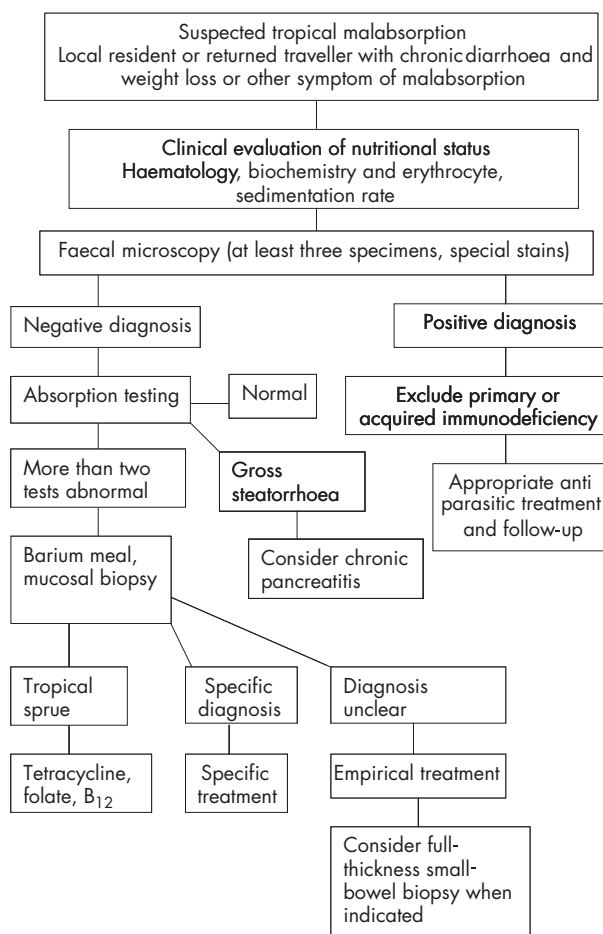 Suspected tropical malabsorption
Local resident or returned traveller with chronic diarrhoea and
weight loss or other symptom of malabsorption
Clinical evaluation of nutritional status
Haematology, biochemistry and erythrocyte,
sedimentation rate
Faecal microscopy (at least three specimens, special stains)
Negative diagnosis
Positive diagnosis
Absorption testing
Normal
Exclude primary or
acquired immunodeficiency
More than two
tests abnormal
Gross
steatorrhoea
Appropriate anti
parasitic treatment
and follow-up
Barium meal,
mucosal biopsy
Consider chronic
pancreatitis
Tropical
sprue
Specific
diagnosis
Diagnosis
unclear
Tetracycline,
folate, B12
Specific
treatment
Empirical treatment
Consider full-
thickness small-
bowel biopsy when
indicated